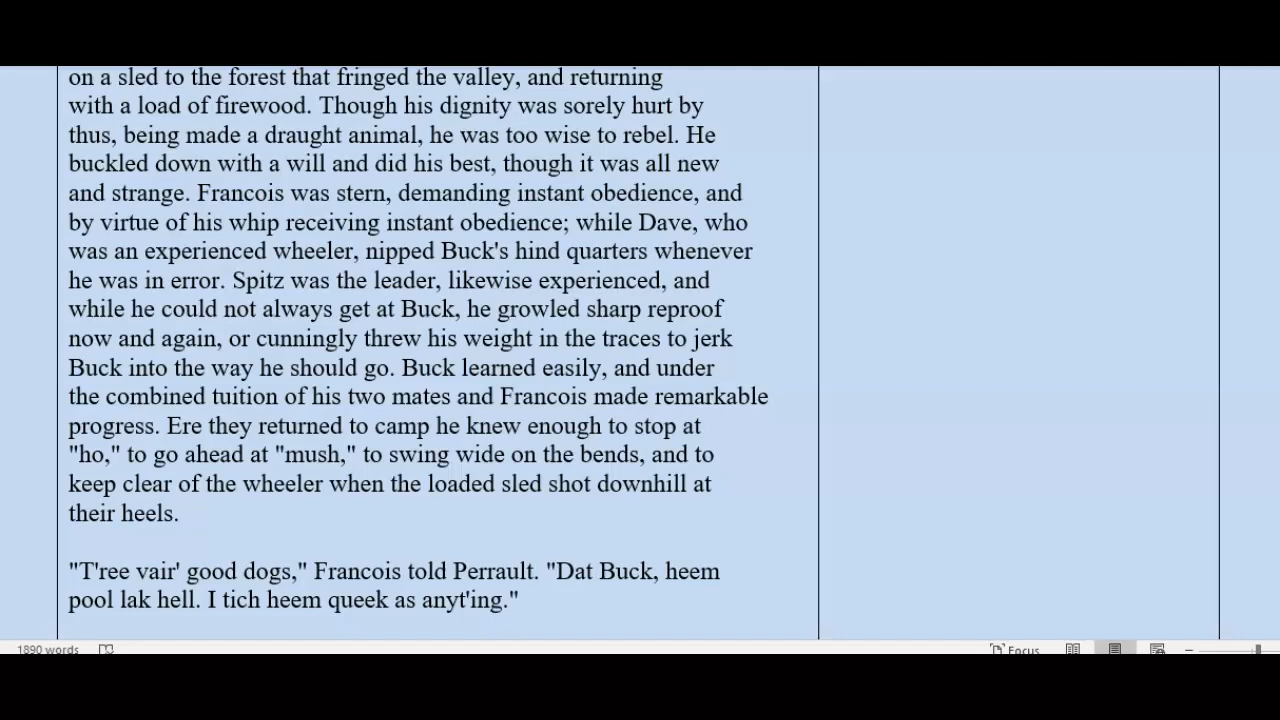 on a sled to the forest that fringed the valley, and returning
with a load of firewood. Though his dignity was sorely hurt by
thus, being made a draught animal, he was too wise to rebel. He
buckled down with a will and did his best, though it was all new
and strange. Francois was stern, demanding instant obedience, and
by virtue of his whip receiving instant obedience; while Dave, who
was an experienced wheeler, nipped Buck's hind quarters whenever
he was in error. Spitz was the leader, likewise experienced, and
while he could not always get at Buck, he growled sharp reproof
now and again, or cunningly threw his weight in the traces to jerk
Buck into the way he should go. Buck learned easily, and under
the combined tuition of his two mates and Francois made remarkable
progress. Ere they returned to camp he knew enough to stop at
"ho," to go ahead at "mush," to swing wide on the bends, and to
keep clear of the wheeler when the loaded sled shot downhill at
their heels.
"T'ree vair' good dogs," Francois told Perrault. "Dat Buck, heem
pool lak hell. I tich heem queek as anyt'ing."
1890 words
Focus